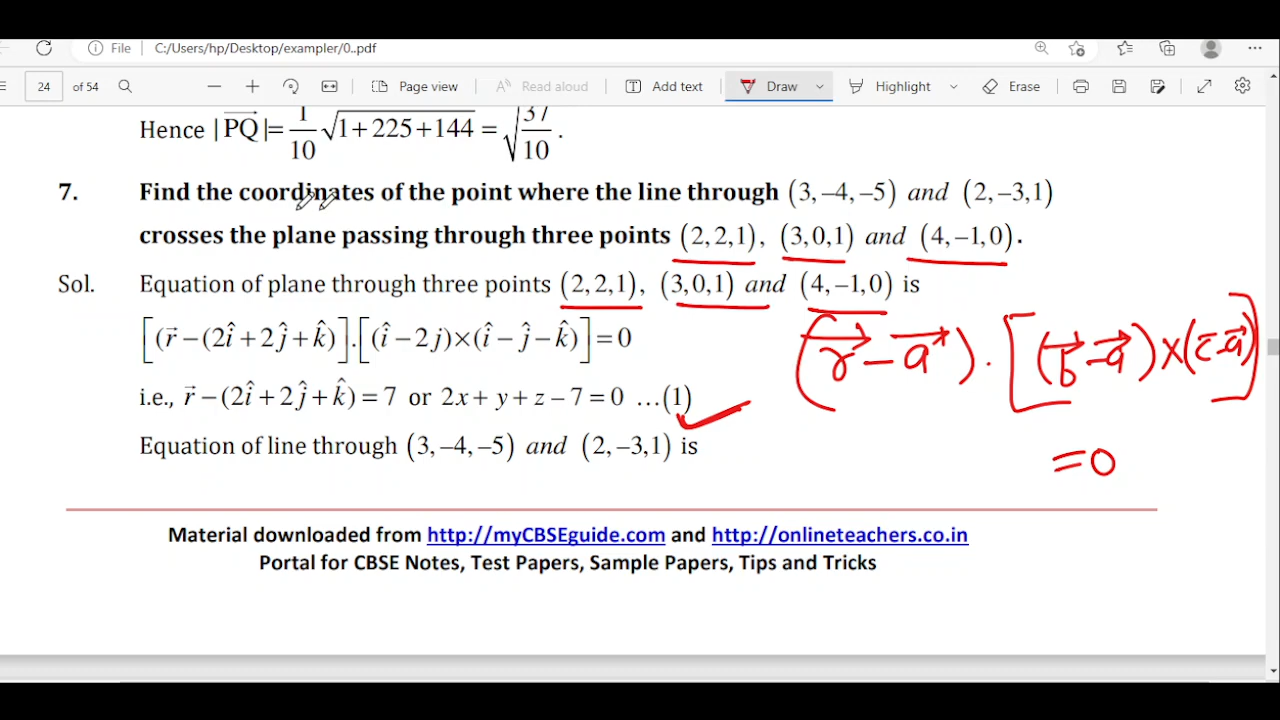 File C:/Users/hp/Desktop/exampler/0..pdf
24 of 54 Page view Read aloud Add text Draw Highlight Erase
Hence |PQ|= 1/10 √1+225+144 = √37/10 .
7. Find the coordinates of the point where the line through (3,−4,−5) and (2,−3,1)
crosses the plane passing through three points (2,2,1), (3,0,1) and (4,−1,0).
Sol. Equation of plane through three points (2,2,1), (3,0,1) and (4,−1,0) is
[(r⃗−(2î+2ĵ+k̂)].[(î−2j)×(î−ĵ−k̂)]=0
(r⃗−a⃗).[(b⃗−a⃗)×(c−a⃗)]
i.e., r⃗−(2î+2ĵ+k̂)=7 or 2x+y+z−7=0 ...(1)
Equation of line through (3,−4,−5) and (2,−3,1) is
=0
Material downloaded from http://myCBSEguide.com and http://onlineteachers.co.in
Portal for CBSE Notes, Test Papers, Sample Papers, Tips and Tricks